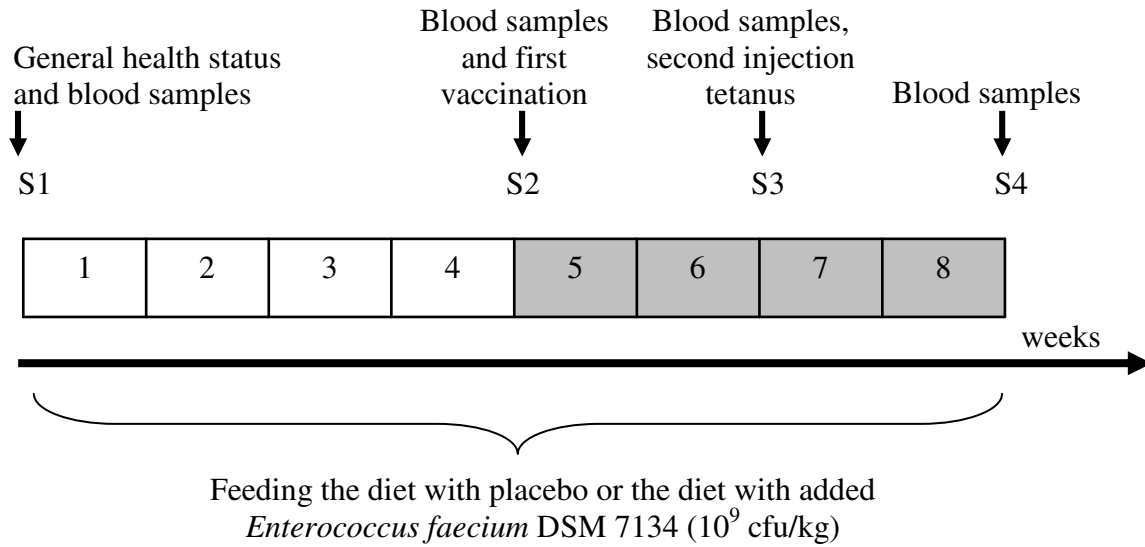 General health status
and blood samples
Blood samples
and first
vaccination
Blood samples,
second injection
tetanus
Blood samples
S1
S2
S3
S4
1
2
3
4
5
6
7
8
weeks
Feeding the diet with placebo or the diet with added
Enterococcus faecium DSM 7134 (10⁹ cfu/kg)